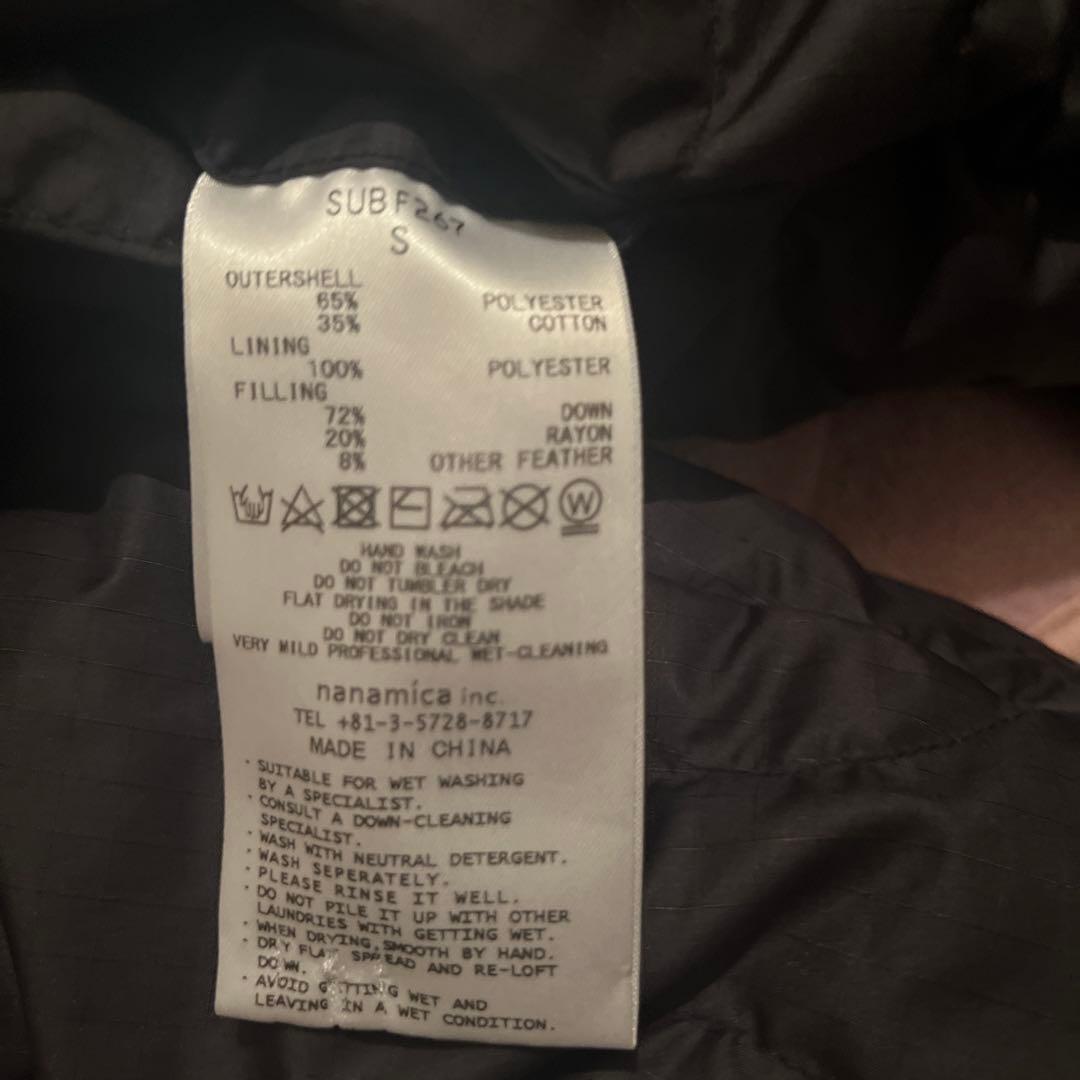 SUBF267
S
OUTERSHELL
65% POLYESTER
35% COTTON
LINING
100% POLYESTER
FILLING
72% DOWN
20% RAYON
8% OTHER FEATHER
W
HAND WASH
DO NOT BLEACH
DO NOT TUMBLER DRY
FLAT DRYING IN THE SHADE
DO NOT IRON
DO NOT DRY CLEAN
VERY MILD PROFESSIONAL WET-CLEANING
nanamica inc.
TEL +81-3-5728-8717
MADE IN CHINA
・SUITABLE FOR WET WASHING
BY A SPECIALIST.
・CONSULT A DOWN-CLEANING
SPECIALIST.
・WASH WITH NEUTRAL DETERGENT.
・WASH SEPERATELY.
・PLEASE RINSE IT WELL.
・DO NOT PILE IT UP WITH OTHER
LAUNDRIES WITH GETTING WET.
・WHEN DRYING,SMOOTH BY HAND.
・DRY FLAT SPREAD AND RE-LOFT
DOWN.
・AVOID GETTING WET AND
LEAVING IN A WET CONDITION.